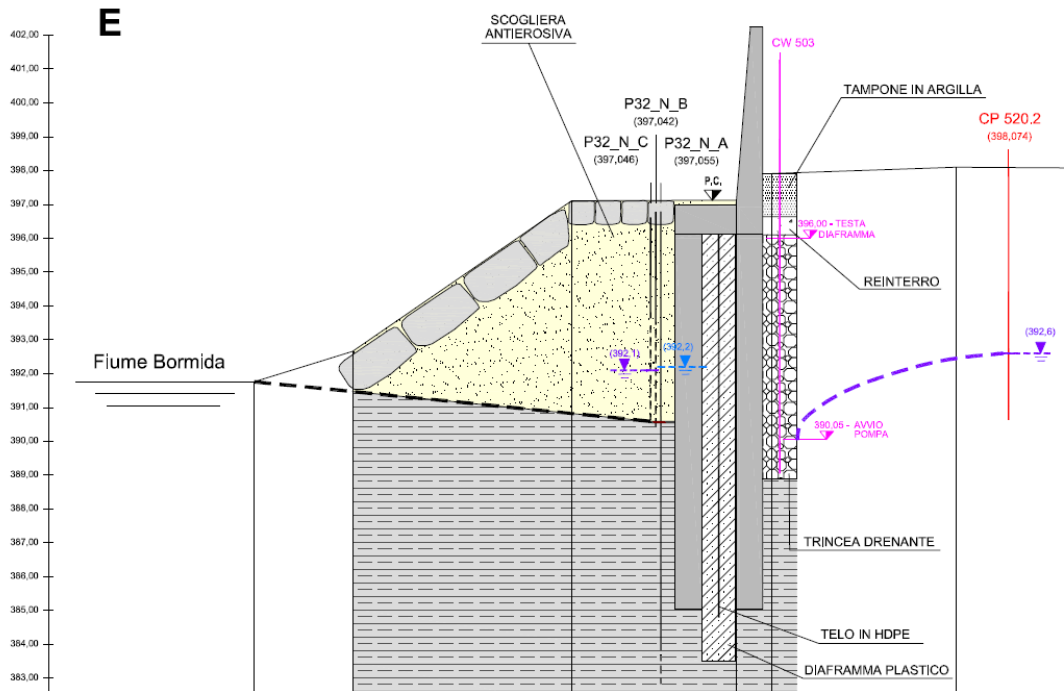 E
SCOGLIERA
ANTIEROSIVA
CW 503
TAMPONE IN ARGILLA
P32_N_B
(397,042)
P32_N_C
(397,046)
P32_N_A
(397,055)
CP 520.2
(398,074)
P.C.
396,00 - TESTA
DIAFRAMMA
REINTERRO
Fiume Bormida
(392,1)
(392,2)
(392,6)
390,05 - AVVIO
POMPA
TRINCEA DRENANTE
TELO IN HDPE
DIAFRAMMA PLASTICO
402,00
401,00
400,00
399,00
398,00
397,00
396,00
395,00
394,00
393,00
392,00
391,00
390,00
389,00
388,00
387,00
386,00
385,00
384,00
383,00